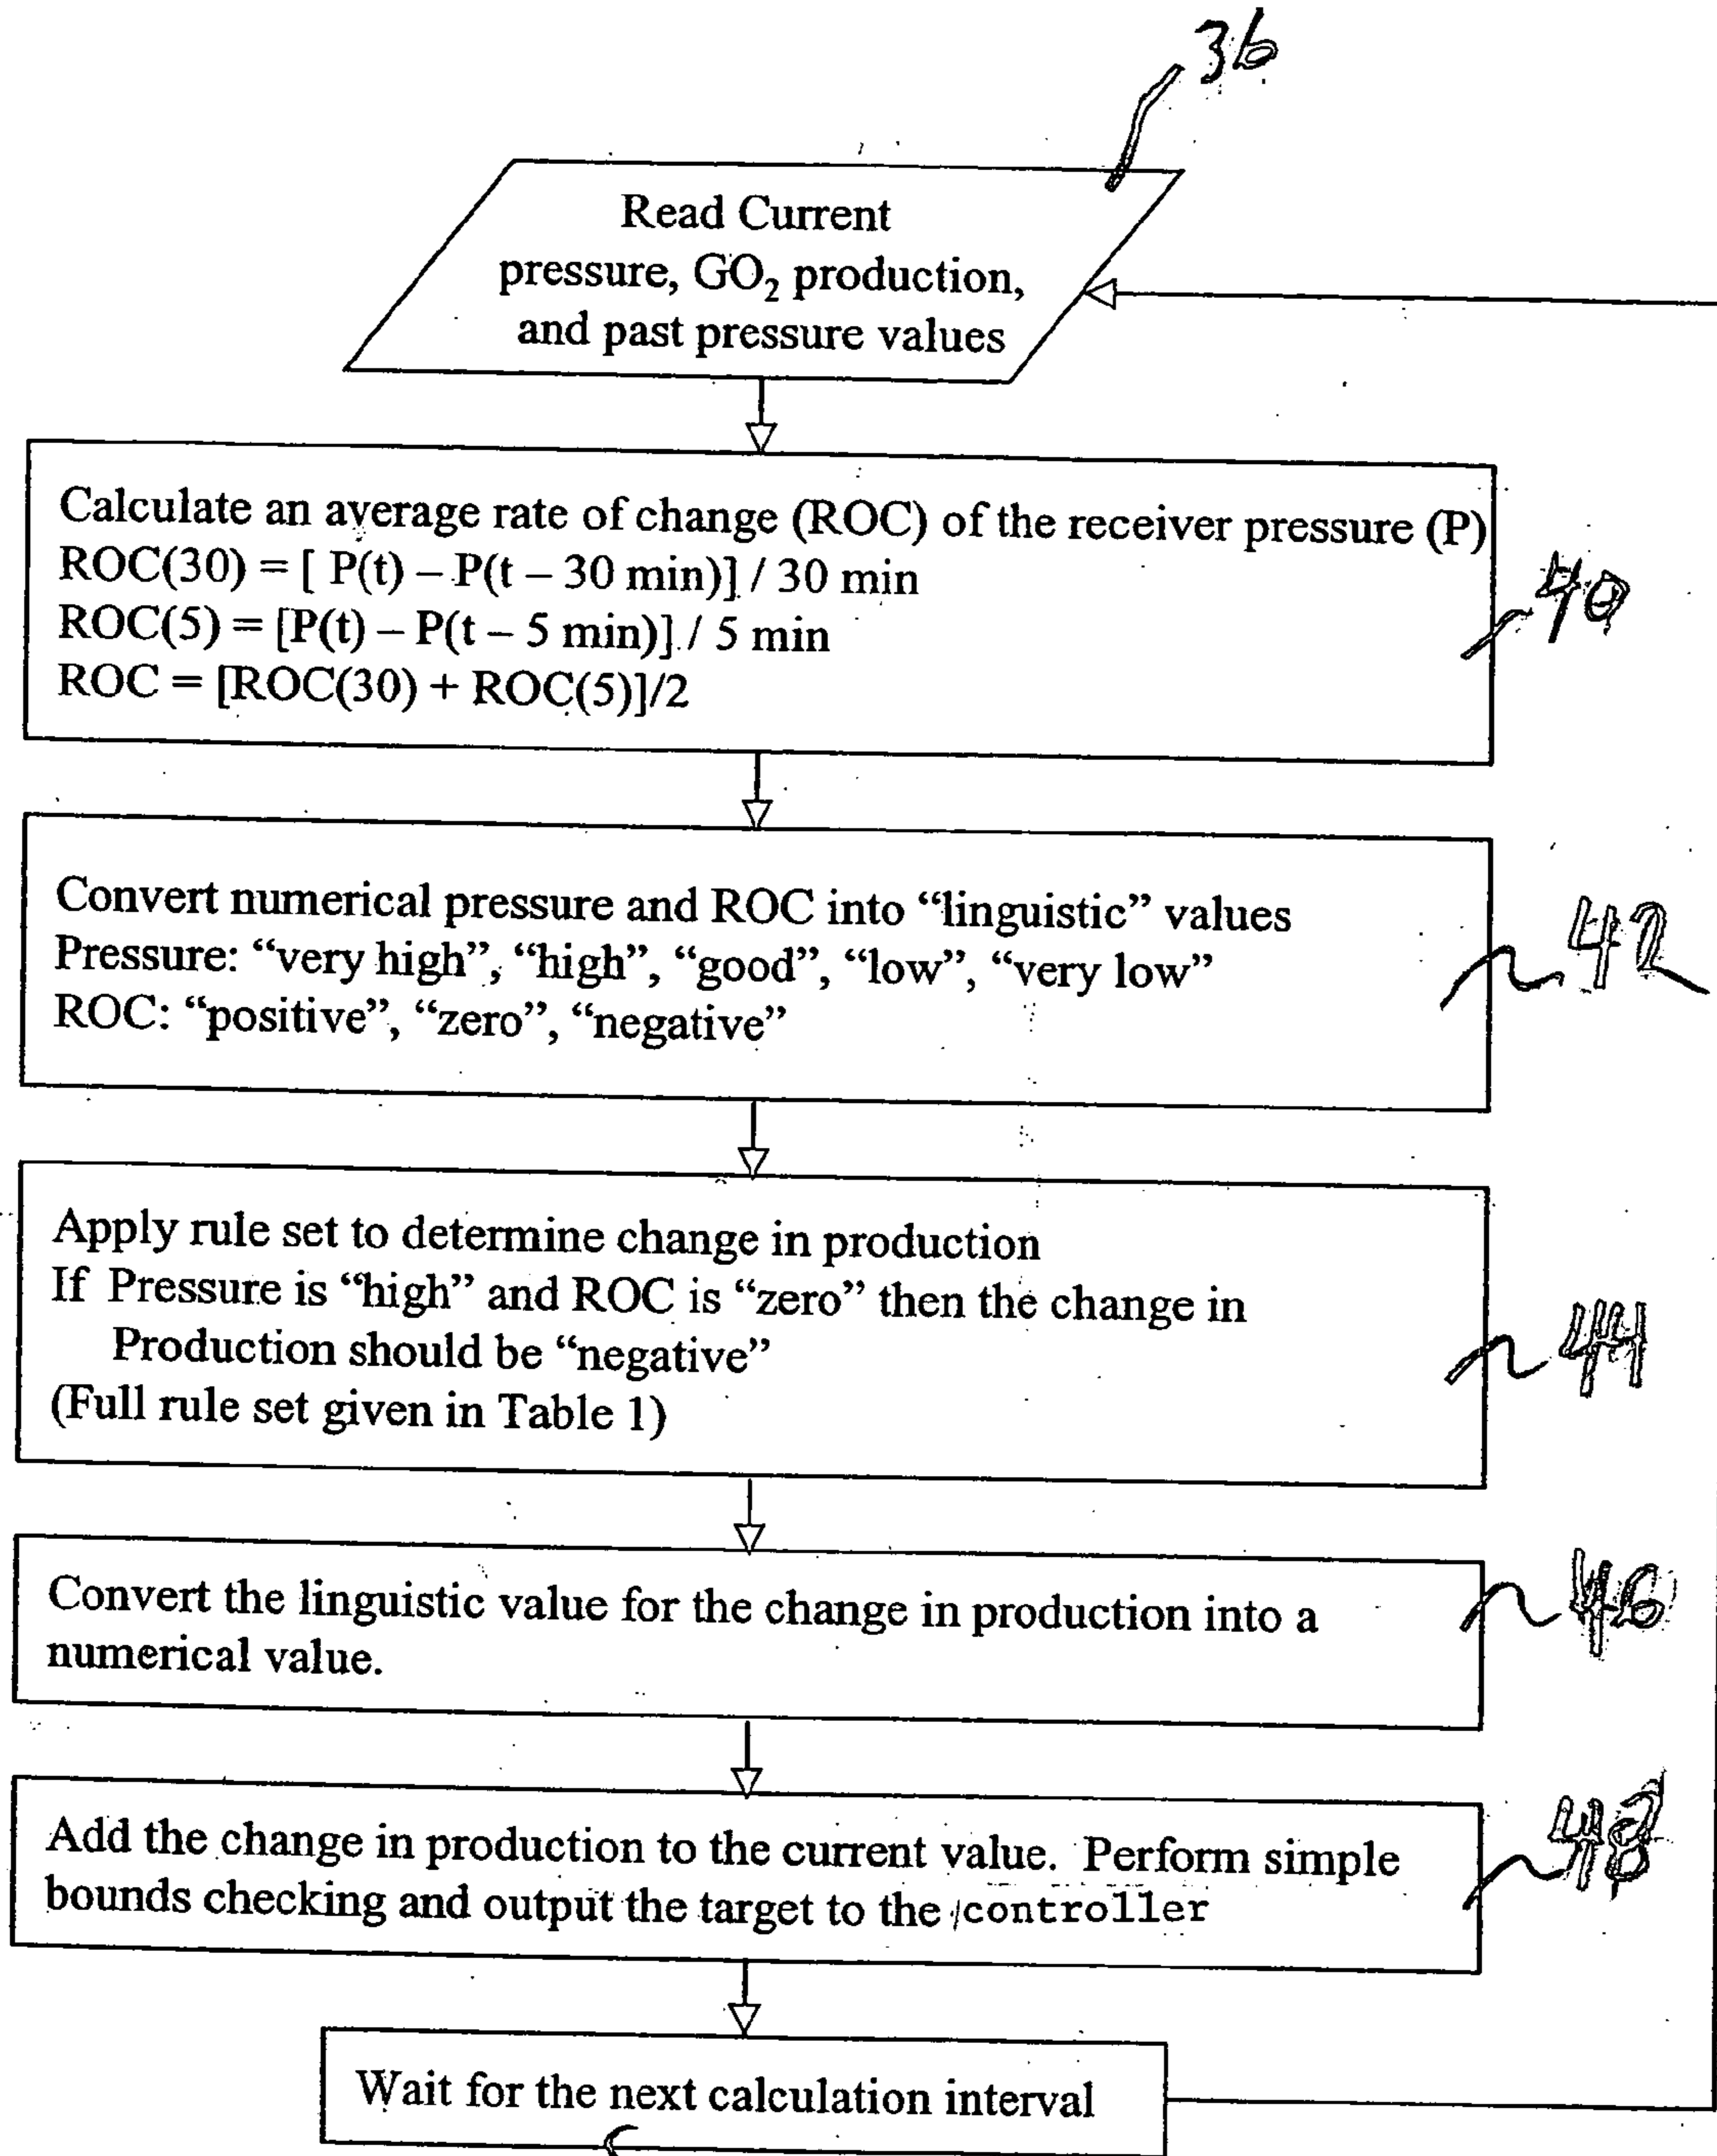 36
Read Current
pressure, GO₂ production,
and past pressure values
Calculate an average rate of change (ROC) of the receiver pressure (P)
ROC(30) = [ P(t) – P(t – 30 min)] / 30 min
ROC(5) = [P(t) – P(t – 5 min)] / 5 min
ROC = [ROC(30) + ROC(5)]/2
40
Convert numerical pressure and ROC into “linguistic” values
Pressure: “very high”, “high”, “good”, “low”, “very low”
ROC: “positive”, “zero”, “negative”
42
Apply rule set to determine change in production
If Pressure is “high” and ROC is “zero” then the change in
Production should be “negative”
(Full rule set given in Table 1)
44
Convert the linguistic value for the change in production into a
numerical value.
46
Add the change in production to the current value. Perform simple
bounds checking and output the target to the controller
48
Wait for the next calculation interval